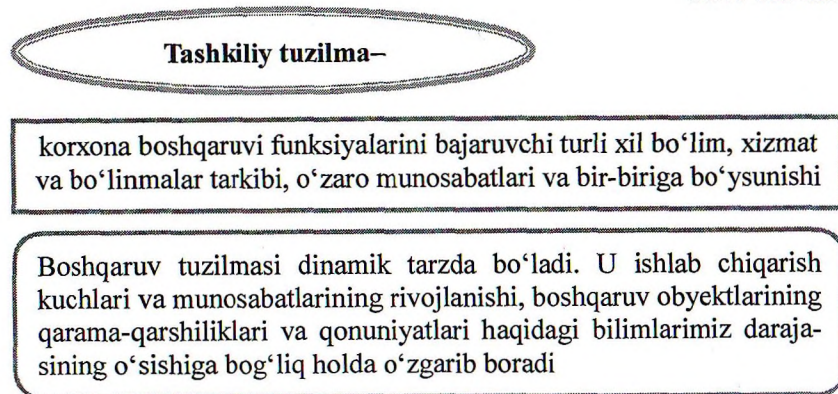 Tashkiliy tuzilma–
korxona boshqaruvi funksiyalarini bajaruvchi turli xil bo‘lim, xizmat
va bo‘linmalar tarkibi, o‘zaro munosabatlari va bir-biriga bo‘ysunishi
Boshqaruv tuzilmasi dinamik tarzda bo‘ladi. U ishlab chiqarish
kuchlari va munosabatlarining rivojlanishi, boshqaruv obyektlarining
qarama-qarshiliklari va qonuniyatlari haqidagi bilimlarimiz daraja-
sining o‘sishiga bog‘liq holda o‘zgarib boradi